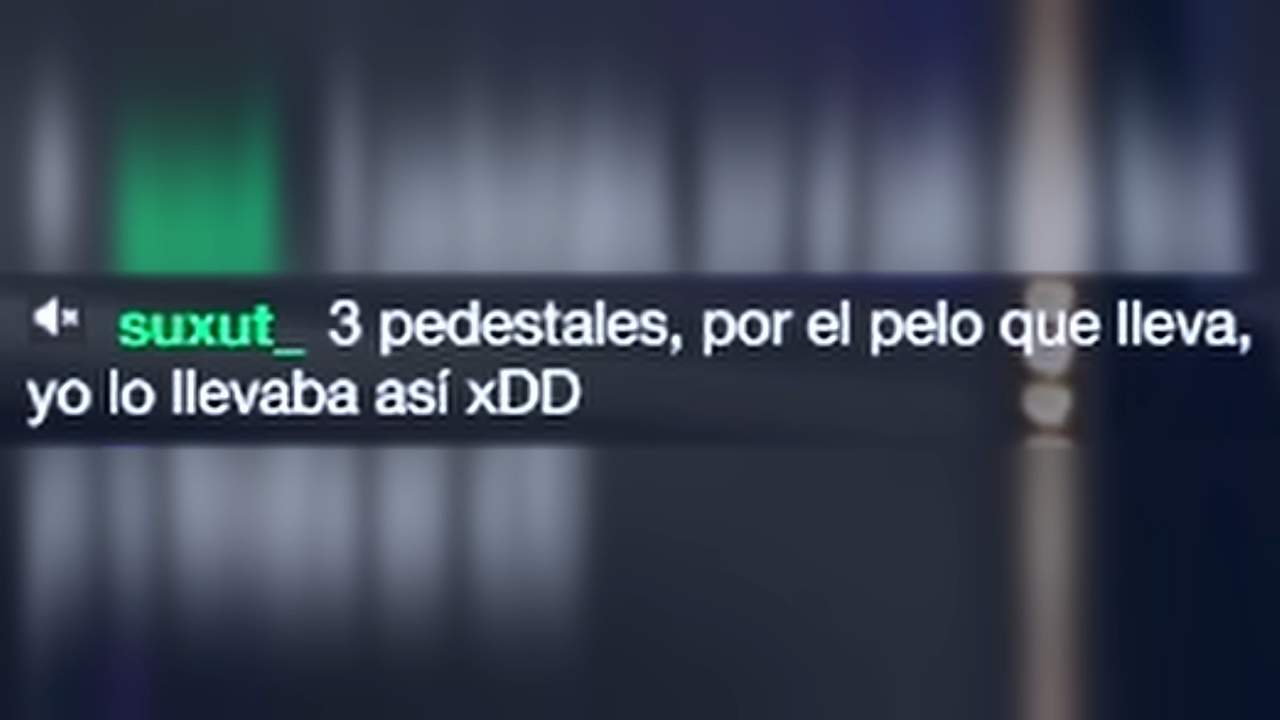 suxut_ 3 pedestales, por el pelo que lleva,
yo lo llevaba así xDD